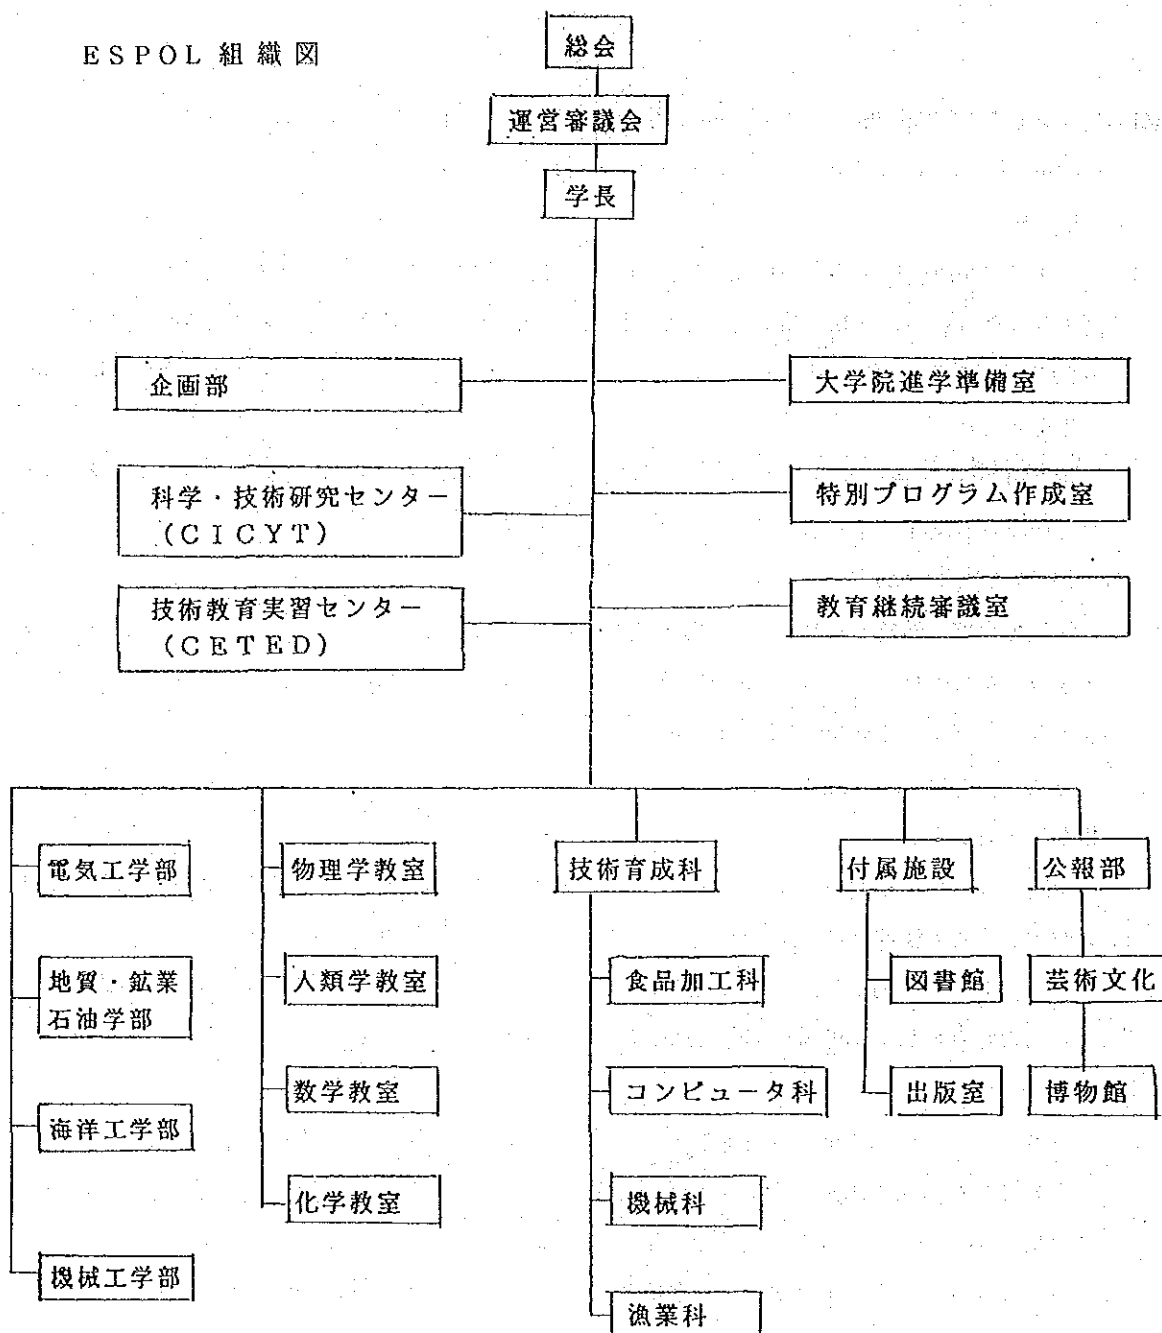 ESPOL組織図
総会
運営審議会
学長
企画部
大学院進学準備室
科学・技術研究センター
(CICYT)
特別プログラム作成室
技術教育実習センター
(CETED)
教育継続審議室
電気工学部
物理学教室
技術育成科
付属施設
公報部
地質・鉱業
石油学部
人類学教室
食品加工科
図書館
芸術文化
海洋工学部
数学教室
コンピュータ科
出版室
博物館
化学教室
機械科
機械工学部
漁業科